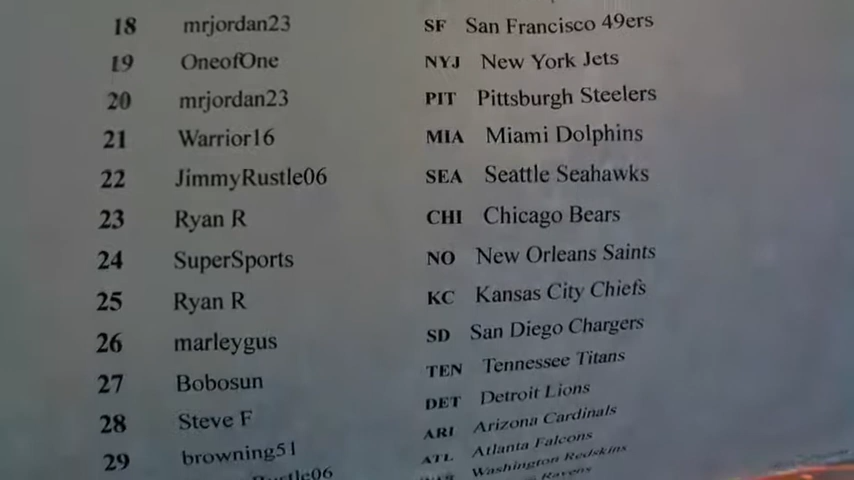 18 mrjordan23 SF San Francisco 49ers
19 OneofOne NYJ New York Jets
20 mrjordan23 PIT Pittsburgh Steelers
21 Warrior16 MIA Miami Dolphins
22 JimmyRustle06 SEA Seattle Seahawks
23 Ryan R CHI Chicago Bears
24 SuperSports NO New Orleans Saints
25 Ryan R KC Kansas City Chiefs
26 marleygus SD San Diego Chargers
27 Bobosun TEN Tennessee Titans
28 Steve F DET Detroit Lions
29 browning51 ARI Arizona Cardinals
ATL Atlanta Falcons
Washington Redskins
Ravens